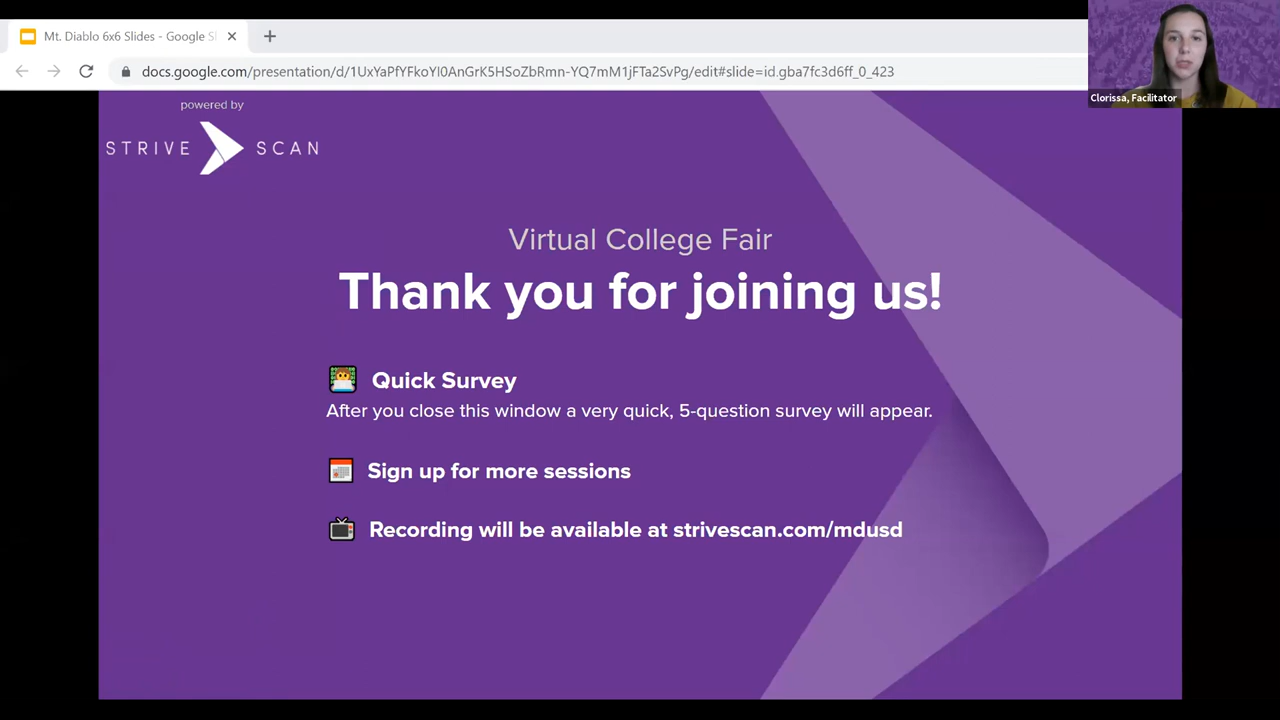 Mt. Diablo 6x6 Slides - Google Sl
docs.google.com/presentation/d/1UxYaPfYFkoYI0AnGrK5HSoZbRmn-YQ7mM1jFTa2SvPg/edit#slide=id.gba7fc3d6ff_0_423
Clorissa, Facilitator
powered by
STRIVE SCAN
Virtual College Fair
Thank you for joining us!
Quick Survey
After you close this window a very quick, 5-question survey will appear.
Sign up for more sessions
Recording will be available at strivescan.com/mdusd